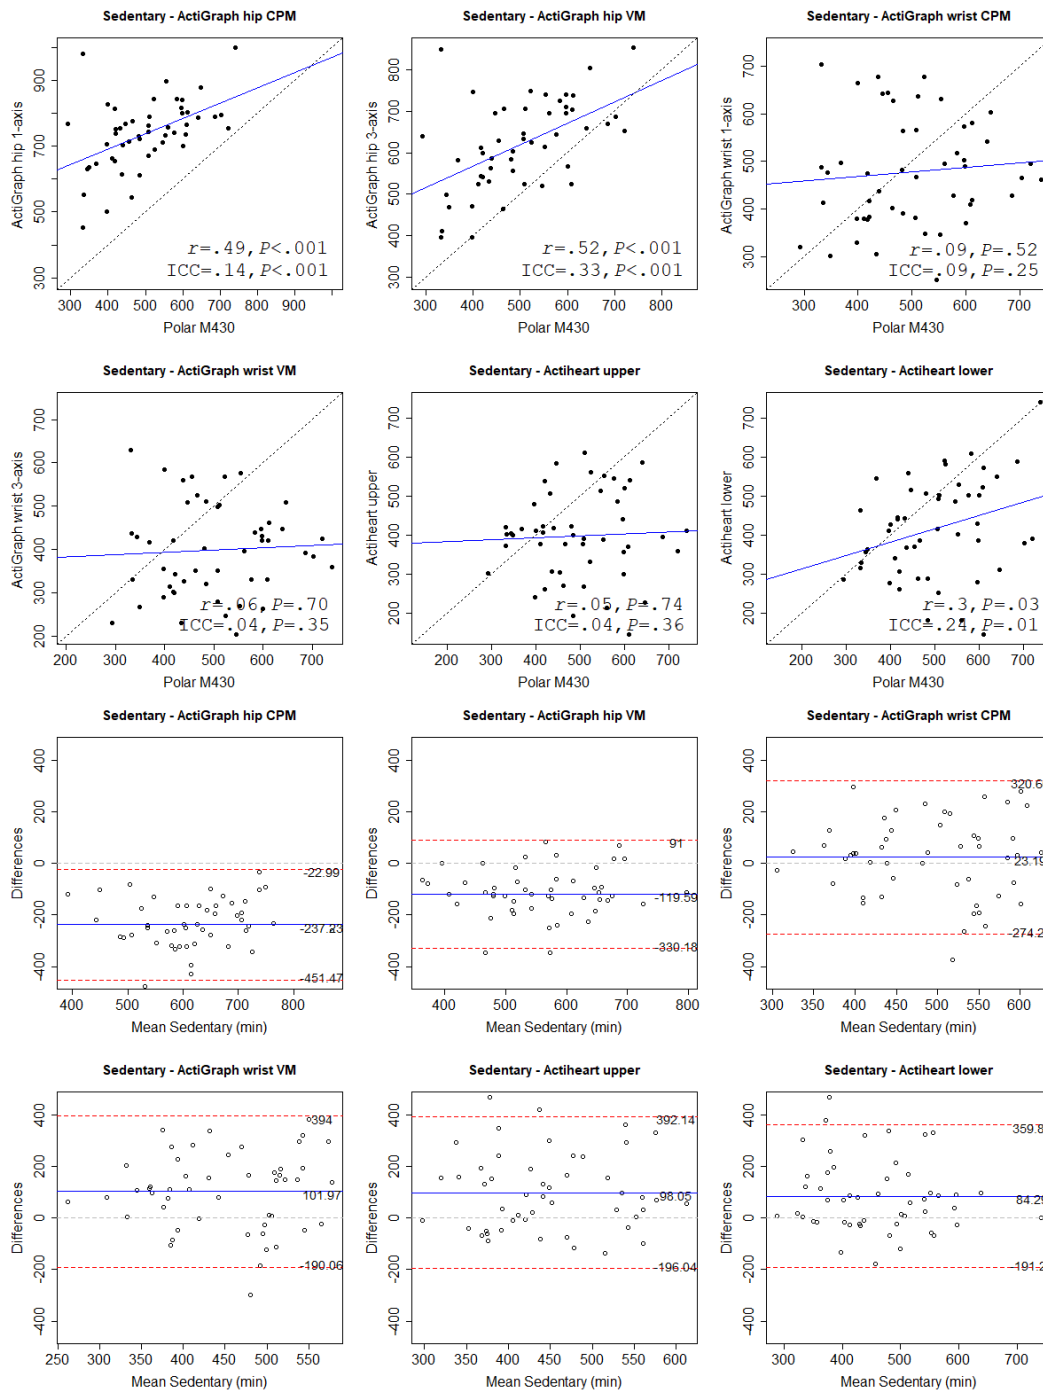 Sedentary - ActiGraph hip CPM
Sedentary - ActiGraph hip VM
Sedentary - ActiGraph wrist CPM
ActiGraph hip 1-axis
300 500 700 900
r=.49, P<.001
ICC=.14, P<.001
300 400 500 600 700 800 900
Polar M430
ActiGraph hip 3-axis
300 400 500 600 700 800
r=.52, P<.001
ICC=.33, P<.001
300 400 500 600 700 800
Polar M430
ActiGraph wrist 1-axis
300 400 500 600 700
r=.09, P=.52
ICC=.09, P=.25
300 400 500 600 700
Polar M430
Sedentary - ActiGraph wrist VM
Sedentary - Actiheart upper
Sedentary - Actiheart lower
ActiGraph wrist 3-axis
200 300 400 500 600 700
r=.06, P=.70
ICC=.04, P=.35
200 300 400 500 600 700
Polar M430
Actiheart upper
200 300 400 500 600 700
r=.05, P=.74
ICC=.04, P=.36
200 300 400 500 600 700
Polar M430
Actiheart lower
200 300 400 500 600 700
r=.3, P=.03
ICC=.24, P=.01
200 300 400 500 600 700
Polar M430
Sedentary - ActiGraph hip CPM
Sedentary - ActiGraph hip VM
Sedentary - ActiGraph wrist CPM
Differences
-400 -200 0 200 400
-22.99
-237.23
-451.47
400 500 600 700 800
Mean Sedentary (min)
Differences
-400 -200 0 200 400
91
-119.59
-330.18
400 500 600 700 800
Mean Sedentary (min)
Differences
-400 -200 0 200 400
320.6
23.19
-274.2
300 350 400 450 500 550 600
Mean Sedentary (min)
Sedentary - ActiGraph wrist VM
Sedentary - Actiheart upper
Sedentary - Actiheart lower
Differences
-400 -200 0 200 400
394
101.97
-190.06
250 300 350 400 450 500 550
Mean Sedentary (min)
Differences
-400 -200 0 200 400
392.14
98.05
-196.04
300 350 400 450 500 550 600
Mean Sedentary (min)
Differences
-400 -200 0 200 400
359.8
84.29
-191.2
300 400 500 600 700
Mean Sedentary (min)